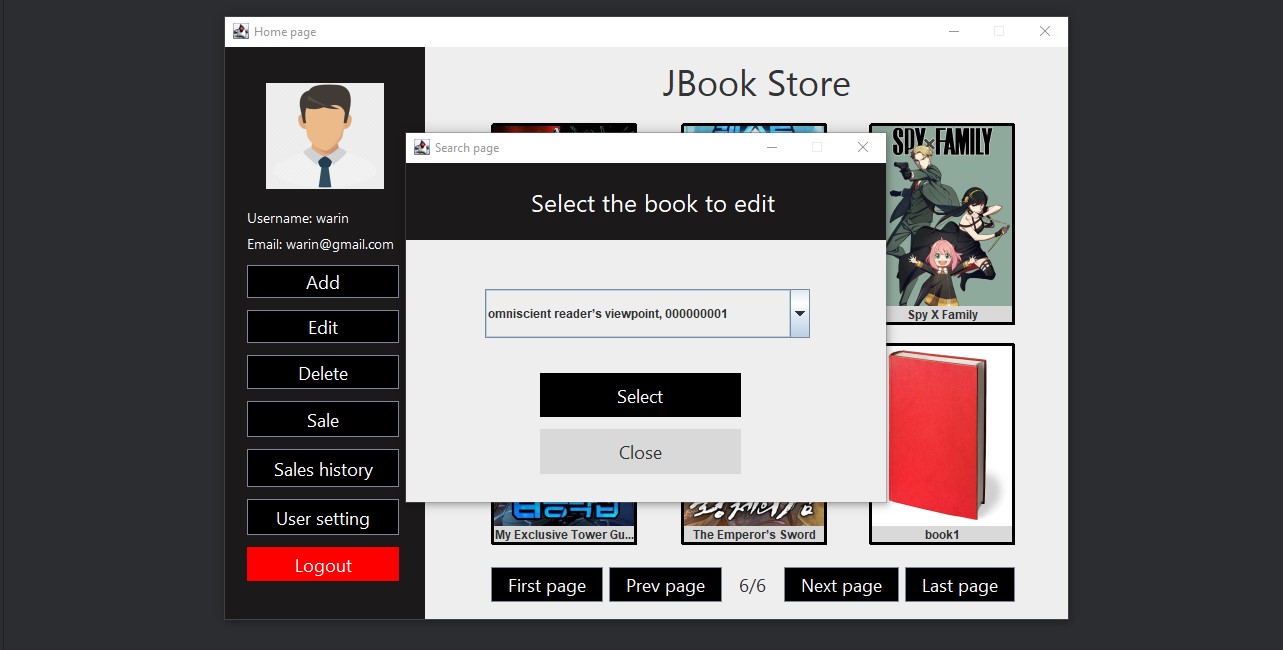 Home page
JBook Store
Username: warin
Email: warin@gmail.com
Add
Edit
Delete
Sale
Sales history
User setting
Logout
Search page
Select the book to edit
omniscient reader's viewpoint, 000000001
Select
Close
SPY×FAMILY
Spy X Family
My Exclusive Tower Gu...
The Emperor's Sword
book1
First page
Prev page
6/6
Next page
Last page